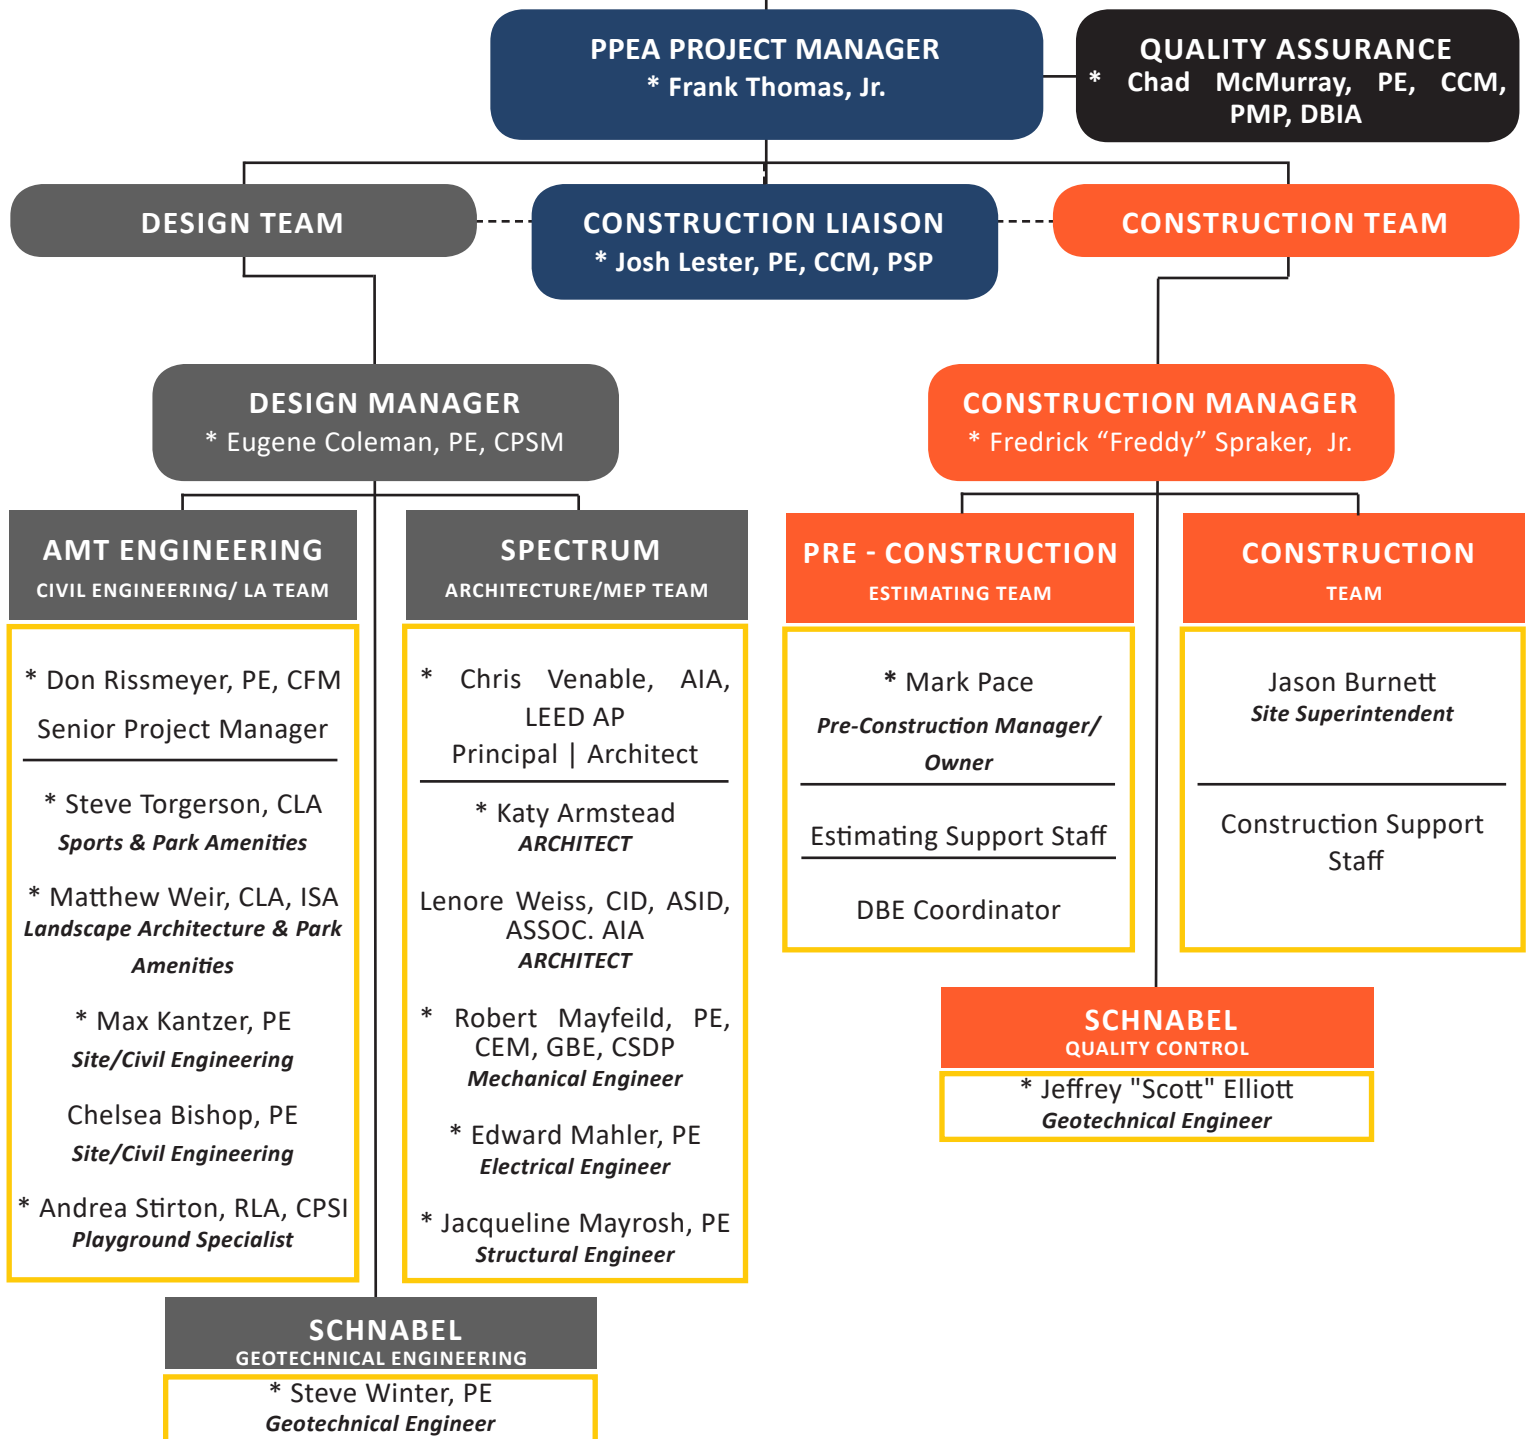 PPEA PROJECT MANAGER
* Frank Thomas, Jr.
QUALITY ASSURANCE
* Chad McMurray, PE, CCM,
PMP, DBIA
DESIGN TEAM
CONSTRUCTION LIAISON
* Josh Lester, PE, CCM, PSP
CONSTRUCTION TEAM
DESIGN MANAGER
* Eugene Coleman, PE, CPSM
CONSTRUCTION MANAGER
* Fredrick “Freddy” Spraker, Jr.
AMT ENGINEERING
CIVIL ENGINEERING/ LA TEAM
* Don Rissmeyer, PE, CFM
Senior Project Manager
* Steve Torgerson, CLA
Sports & Park Amenities
* Matthew Weir, CLA, ISA
Landscape Architecture & Park
Amenities
* Max Kantzer, PE
Site/Civil Engineering
Chelsea Bishop, PE
Site/Civil Engineering
* Andrea Stirton, RLA, CPSI
Playground Specialist
SPECTRUM
ARCHITECTURE/MEP TEAM
* Chris Venable, AIA,
LEED AP
Principal | Architect
* Katy Armstead
ARCHITECT
Lenore Weiss, CID, ASID,
ASSOC. AIA
ARCHITECT
* Robert Mayfeild, PE,
CEM, GBE, CSDP
Mechanical Engineer
* Edward Mahler, PE
Electrical Engineer
* Jacqueline Mayrosh, PE
Structural Engineer
SCHNABEL
GEOTECHNICAL ENGINEERING
* Steve Winter, PE
Geotechnical Engineer
PRE - CONSTRUCTION
ESTIMATING TEAM
* Mark Pace
Pre-Construction Manager/
Owner
Estimating Support Staff
DBE Coordinator
CONSTRUCTION
TEAM
Jason Burnett
Site Superintendent
Construction Support
Staff
SCHNABEL
QUALITY CONTROL
* Jeffrey "Scott" Elliott
Geotechnical Engineer